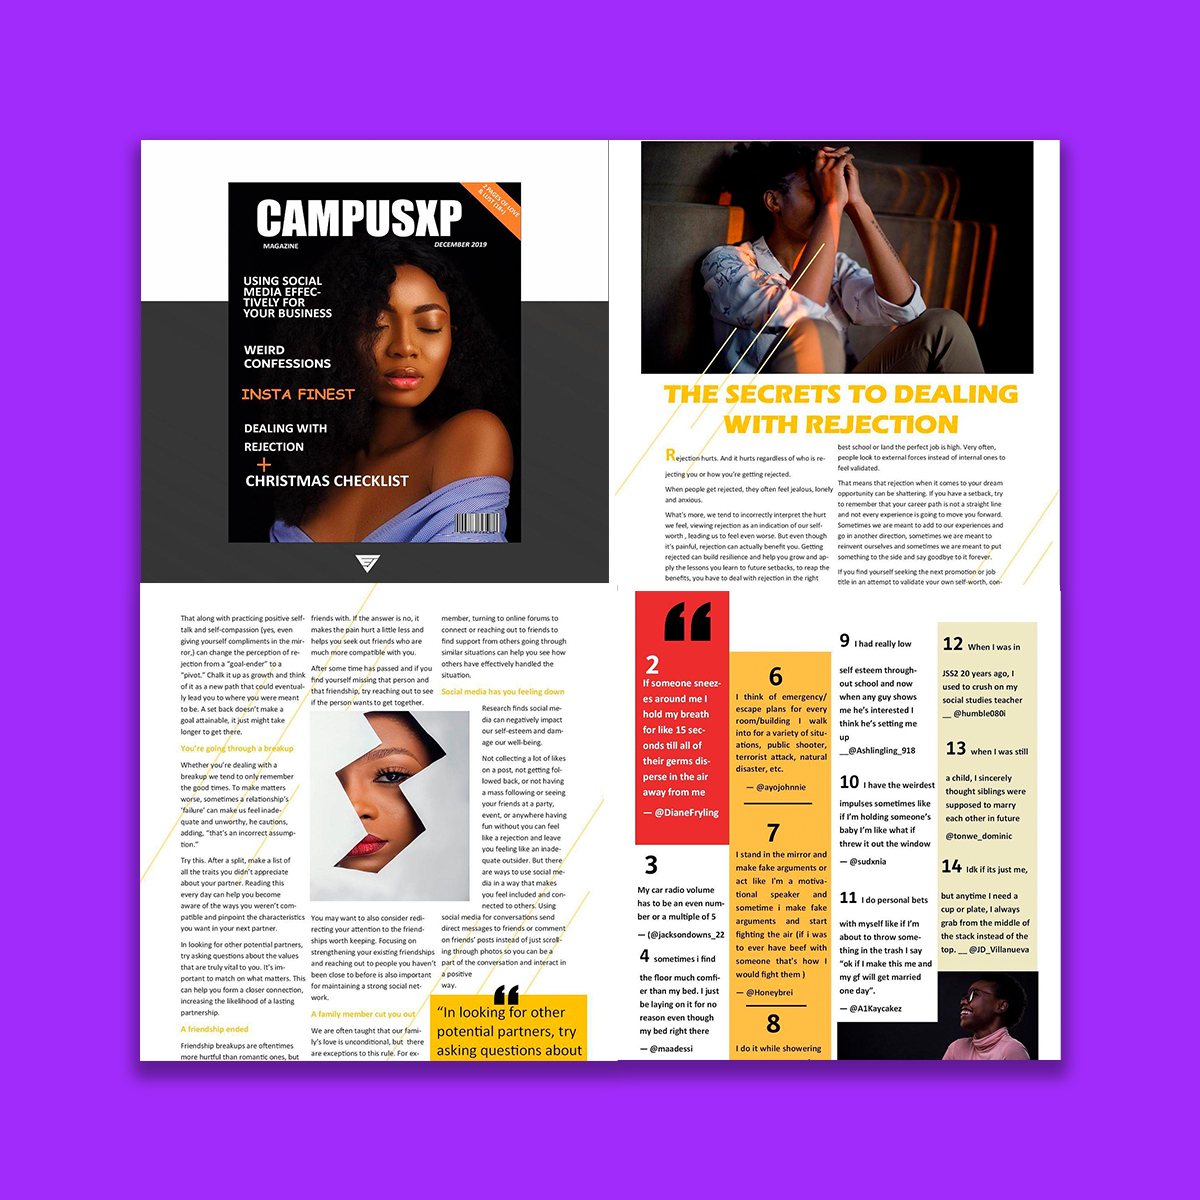 2 PAGES OF LOVE
& LUST (18+)
CAMPUSXP
MAGAZINE
DECEMBER 2019
USING SOCIAL
MEDIA EFFEC-
TIVELY FOR
YOUR BUSINESS
WEIRD
CONFESSIONS
INSTA FINEST
DEALING WITH
REJECTION
+
CHRISTMAS CHECKLIST
THE SECRETS TO DEALING
WITH REJECTION
Rejection hurts. And it hurts regardless of who is re-
jecting you or how you're getting rejected.
When people get rejected, they often feel jealous, lonely
and anxious.
What's more, we tend to incorrectly interpret the hurt
we feel, viewing rejection as an indication of our self-
worth , leading us to feel even worse. But even though
it's painful, rejection can actually benefit you. Getting
rejected can build resilience and help you grow and ap-
ply the lessons you learn to future setbacks, to reap the
benefits, you have to deal with rejection in the right
best school or land the perfect job is high. Very often,
people look to external forces instead of internal ones to
feel validated.
That means that rejection when it comes to your dream
opportunity can be shattering. If you have a setback, try
to remember that your career path is not a straight line
and not every experience is going to move you forward.
Sometimes we are meant to add to our experiences and
go in another direction, sometimes we are meant to
reinvent ourselves and sometimes we are meant to put
something to the side and say goodbye to it forever.
If you find yourself seeking the next promotion or job
title in an attempt to validate your own self-worth, con-
That along with practicing positive self-
talk and self-compassion (yes, even
giving yourself compliments in the mir-
ror,) can change the perception of re-
jection from a "goal-ender" to a
"pivot." Chalk it up as growth and think
of it as a new path that could eventual-
ly lead you to where you were meant
to be. A set back doesn't make a
goal attainable, it just might take
longer to get there.
You're going through a breakup
Whether you're dealing with a
breakup we tend to only remember
the good times. To make matters
worse, sometimes a relationship's
'failure' can make us feel inade-
quate and unworthy, he cautions,
adding, "that's an incorrect assump-
tion."
Try this. After a split, make a list of
all the traits you didn't appreciate
about your partner. Reading this
every day can help you become
aware of the ways you weren't com-
patible and pinpoint the characteristics
you want in your next partner.
In looking for other potential partners,
try asking questions about the values
that are truly vital to you. It's im-
portant to match on what matters. This
can help you form a closer connection,
increasing the likelihood of a lasting
partnership.
A friendship ended
Friendship breakups are oftentimes
more hurtful than romantic ones, but
friends with. If the answer is no, it
makes the pain hurt a little less and
helps you seek out friends who are
much more compatible with you.
After some time has passed and if you
find yourself missing that person and
that friendship, try reaching out to see
if the person wants to get together.
You may want to also consider redi-
recting your attention to the friend-
ships worth keeping. Focusing on
strengthening your existing friendships
and reaching out to people you haven't
been close to before is also important
for maintaining a strong social net-
work.
A family member cut you out
We are often taught that our fami-
ly's love is unconditional, but there
are exceptions to this rule. For ex-
member, turning to online forums to
connect or reaching out to friends to
find support from others going through
similar situations can help you see how
others have effectively handled the
situation.
Social media has you feeling down
Research finds social me-
dia can negatively impact
our self-esteem and dam-
age our well-being.
Not collecting a lot of likes
on a post, not getting fol-
lowed back, or not having
a mass following or seeing
your friends at a party,
event, or anywhere having
fun without you can feel
like a rejection and leave
you feeling like an inade-
quate outsider. But there
are ways to use social me-
dia in a way that makes
you feel included and con-
nected to others. Using
social media for conversations send
direct messages to friends or comment
on friends' posts instead of just scroll-
ing through photos so you can be a
part of the conversation and interact in
a positive
way.
"In looking for other
potential partners, try
asking questions about
2
If someone sneez-
es around me I
hold my breath
for like 15 sec-
onds till all of
their germs dis-
perse in the air
away from me
— @DianeFryling
3
My car radio volume
has to be an even num-
ber or a multiple of 5
— (@jacksondowns_22
4 sometimes i find
the floor much comfi-
er than my bed. I just
be laying on it for no
reason even though
my bed right there
— @maadessi
6
I think of emergency/
escape plans for every
room/building I walk
into for a variety of situ-
ations, public shooter,
terrorist attack, natural
disaster, etc.
— @ayojohnnie
7
I stand in the mirror and
make fake arguments or
act like I'm a motiva-
tional speaker and
sometime i make fake
arguments and start
fighting the air (if i was
to ever have beef with
someone that's how I
would fight them )
— @Honeybrei
8
I do it while showering
9 I had really low
self esteem through-
out school and now
when any guy shows
me he's interested I
think he's setting me
up
__@Ashlingling_918
10 I have the weirdest
impulses sometimes like
if I'm holding someone's
baby I'm like what if
threw it out the window
— @sudxnia
11 I do personal bets
with myself like if I'm
about to throw some-
thing in the trash I say
"ok if I make this me and
my gf will get married
one day".
— @A1Kaycakez
12 When I was in
JSS2 20 years ago, I
used to crush on my
social studies teacher
__ @humble080i
13 when I was still
a child, I sincerely
thought siblings were
supposed to marry
each other in future
@tonwe_dominic
14 Idk if its just me,
but anytime I need a
cup or plate, I always
grab from the middle of
the stack instead of the
top. __ @JD_Villanueva